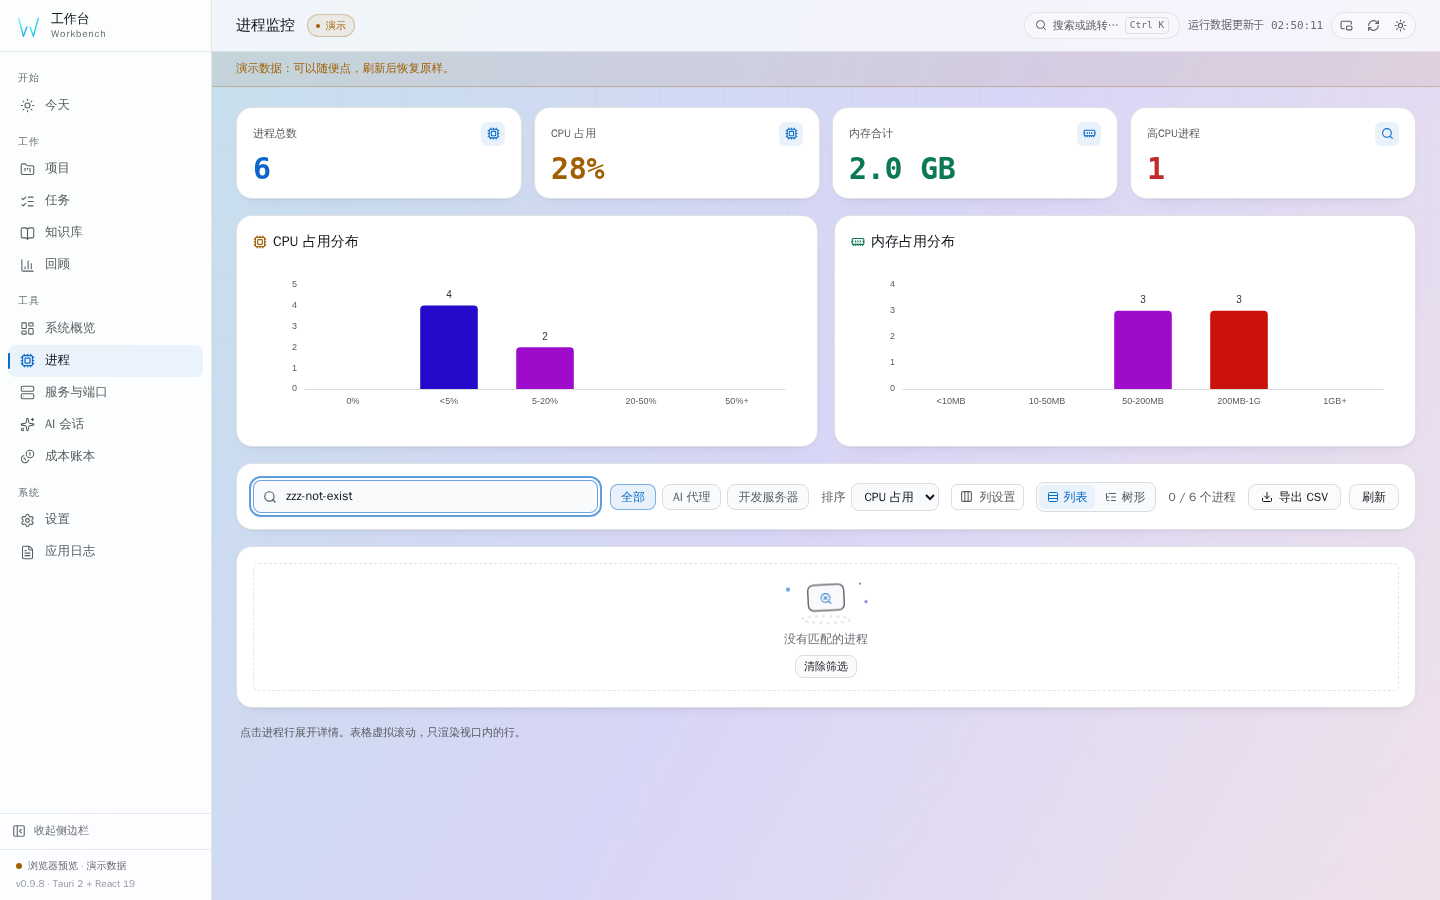 工作台
Workbench
开始
今天
工作
项目
任务
知识库
回顾
工具
系统概览
进程
服务与端口
AI 会话
成本账本
系统
设置
应用日志
收起侧边栏
浏览器预览 · 演示数据
v0.9.8 · Tauri 2 + React 19
进程监控
演示
搜索或跳转…
Ctrl K
运行数据更新于 02:50:11
演示数据：可以随便点，刷新后恢复原样。
进程总数
6
CPU 占用
28%
内存合计
2.0 GB
高CPU进程
1
CPU 占用分布
5
4
3
2
1
0
4
2
0%
<5%
5-20%
20-50%
50%+
内存占用分布
4
3
2
1
0
3
3
<10MB
10-50MB
50-200MB
200MB-1G
1GB+
zzz-not-exist
全部
AI 代理
开发服务器
排序
CPU 占用
列设置
列表
树形
0 / 6 个进程
导出 CSV
刷新
没有匹配的进程
清除筛选
点击进程行展开详情。表格虚拟滚动，只渲染视口内的行。